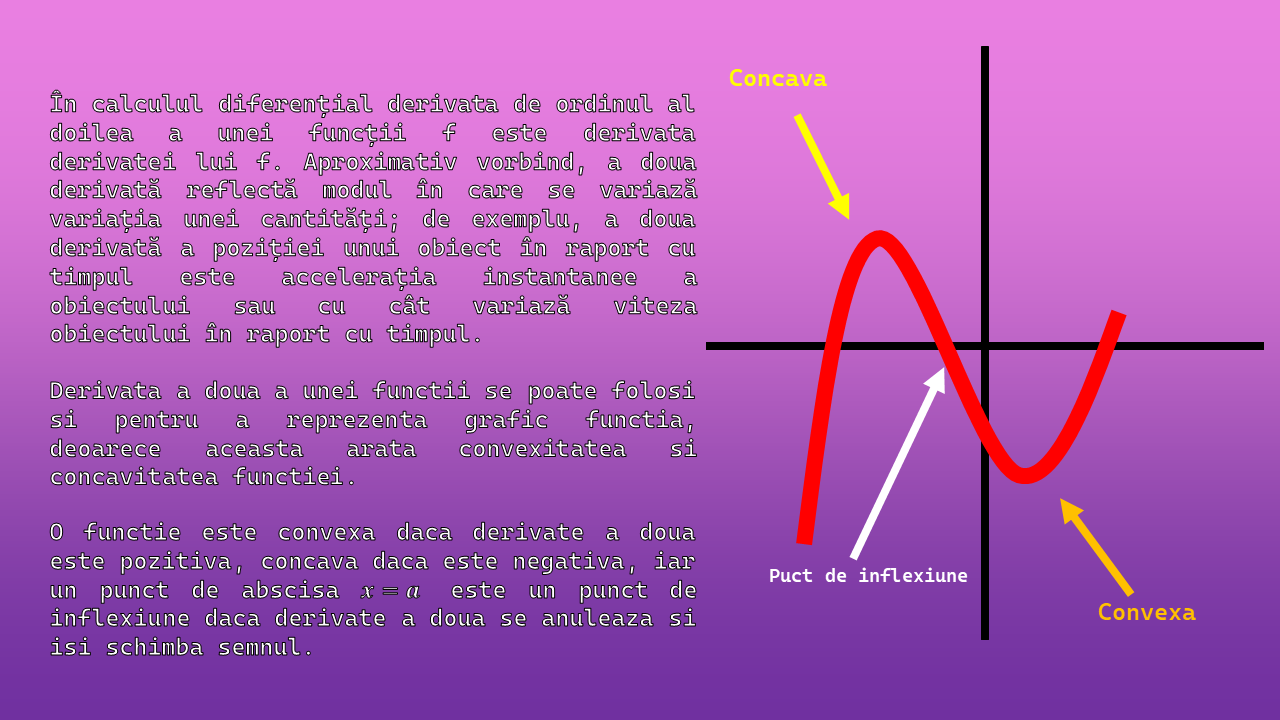 În calculul diferențial derivata de ordinul al
doilea a unei funcții f este derivata
derivatei lui f. Aproximativ vorbind, a doua
derivată reflectă modul în care se variază
variația unei cantități; de exemplu, a doua
derivată a poziției unui obiect în raport cu
timpul este accelerația instantanee a
obiectului sau cu cât variază viteza
obiectului în raport cu timpul.
Derivata a doua a unei functii se poate folosi
si pentru a reprezenta grafic functia,
deoarece aceasta arata convexitatea si
concavitatea functiei.
O functie este convexa daca derivate a doua
este pozitiva, concava daca este negativa, iar
un punct de abscisa x = a este un punct de
inflexiune daca derivate a doua se anuleaza si
isi schimba semnul.
Concava
Puct de inflexiune
Convexa